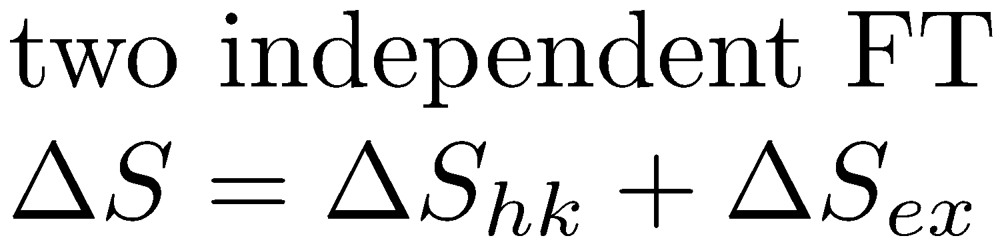 two independent FT
ΔS = ΔS_{hk} + ΔS_{ex}